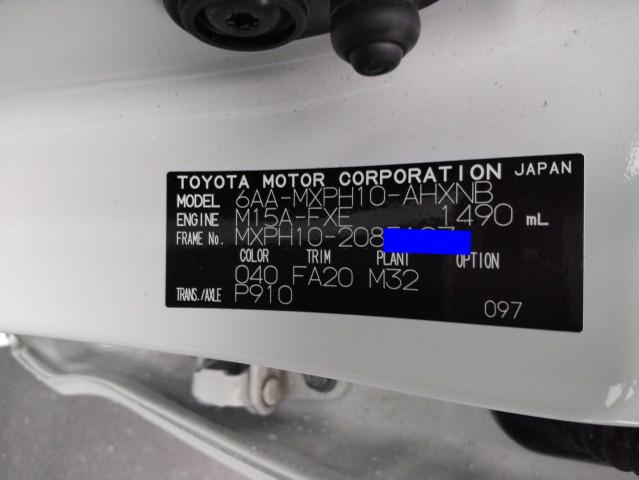 TOYOTA MOTOR CORPORATION JAPAN
MODEL 6AA-MXPH10-AHXNB
ENGINE M15A-FXE 1490 mL
FRAME No. MXPH10-208
COLOR TRIM PLANT OPTION
040 FA20 M32
TRANS./AXLE P910
097